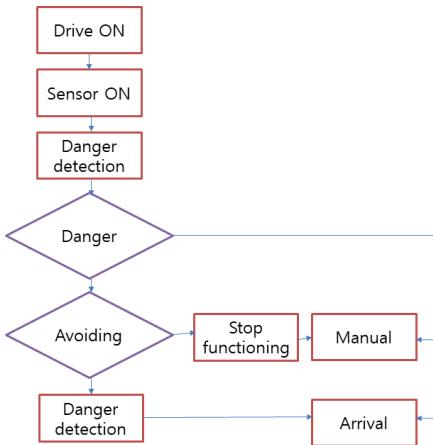 Drive ON
Sensor ON
Danger
detection
Danger
Avoiding
Stop
functioning
Manual
Danger
detection
Arrival